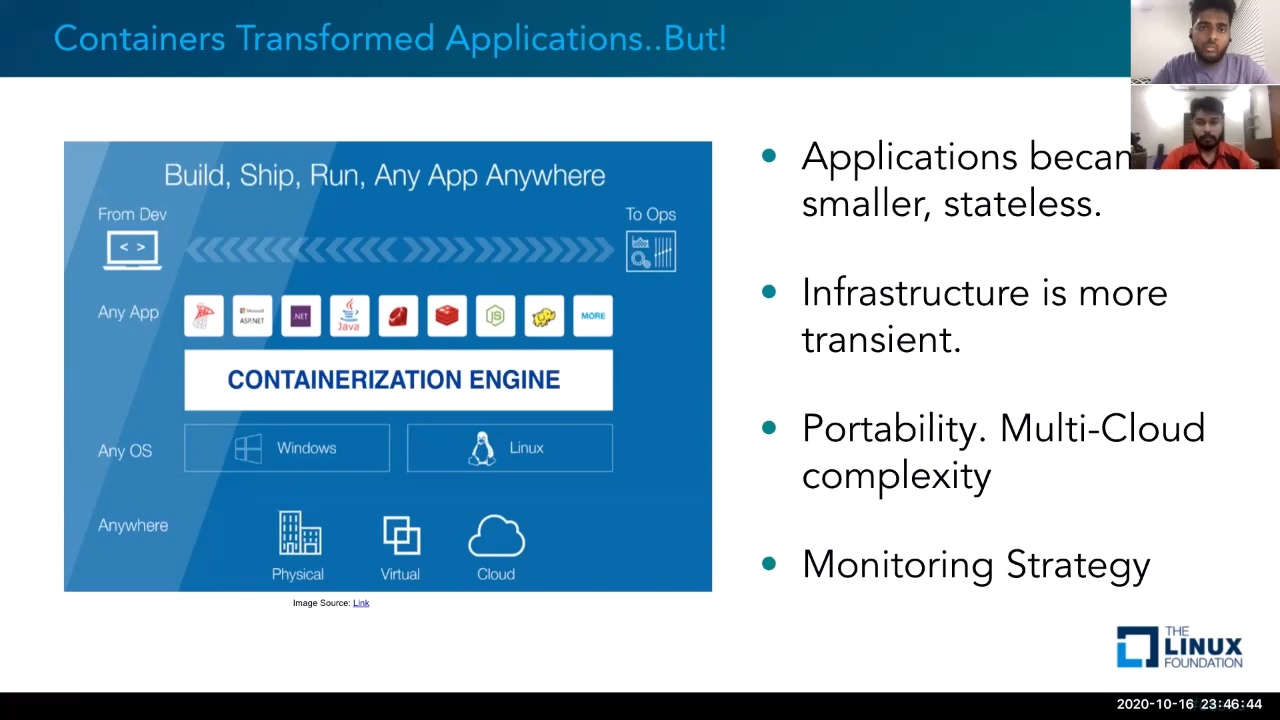 Containers Transformed Applications..But!
Build, Ship, Run, Any App Anywhere
From Dev
To Ops
< >
Any App
Microsoft
ASP.NET
.NET
Java
JS
MORE
CONTAINERIZATION ENGINE
Any OS
Windows
Linux
Anywhere
Physical
Virtual
Cloud
Image Source: Link
• Applications
smaller, stateless.
• Infrastructure is more
transient.
• Portability. Multi-Cloud
complexity
• Monitoring Strategy
THE
LINUX
FOUNDATION
2020-10-16 23:46:44